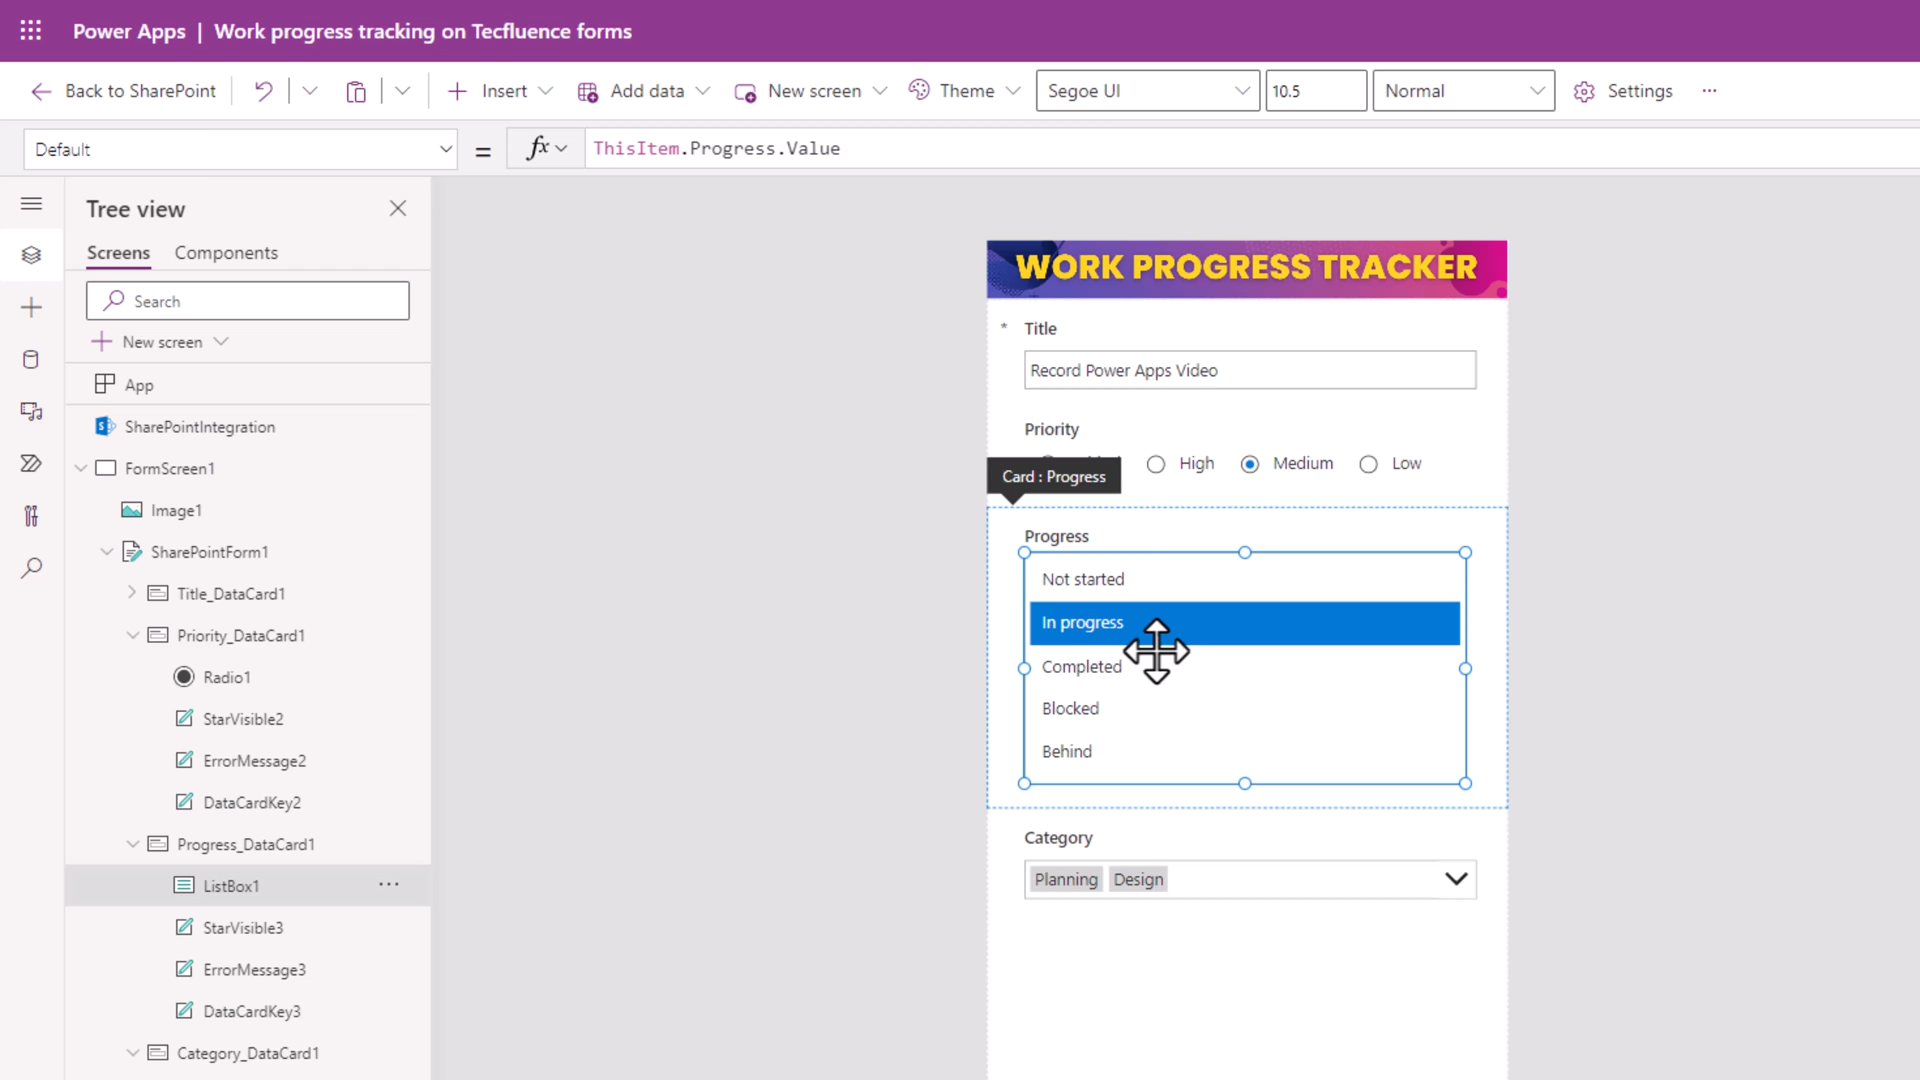 Power Apps | Work progress tracking on Tecfluence forms
Back to SharePoint Insert Add data New screen Theme Segoe UI 10.5 Normal Settings ...
Default = fx ThisItem.Progress.Value
Tree view
Screens Components
Search
New screen
App
SharePointIntegration
FormScreen1
Image1
SharePointForm1
Title_DataCard1
Priority_DataCard1
Radio1
StarVisible2
ErrorMessage2
DataCardKey2
Progress_DataCard1
ListBox1 ...
StarVisible3
ErrorMessage3
DataCardKey3
Category_DataCard1
WORK PROGRESS TRACKER
* Title
Record Power Apps Video
Priority
High Medium Low
Card : Progress
Progress
Not started
In progress
Completed
Blocked
Behind
Category
Planning Design